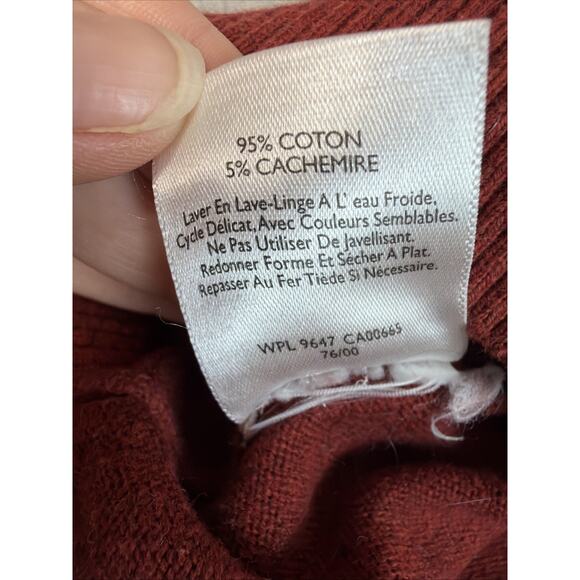 95% COTON
5% CACHEMIRE
Laver En Lave-Linge A L' eau Froide,
Cycle Délicat, Avec Couleurs Semblables.
Ne Pas Utiliser De Javellisant.
Redonner Forme Et Sécher A Plat.
Repasser Au Fer Tiède Si Nécessaire.
WPL 9647 CA00665
76/00